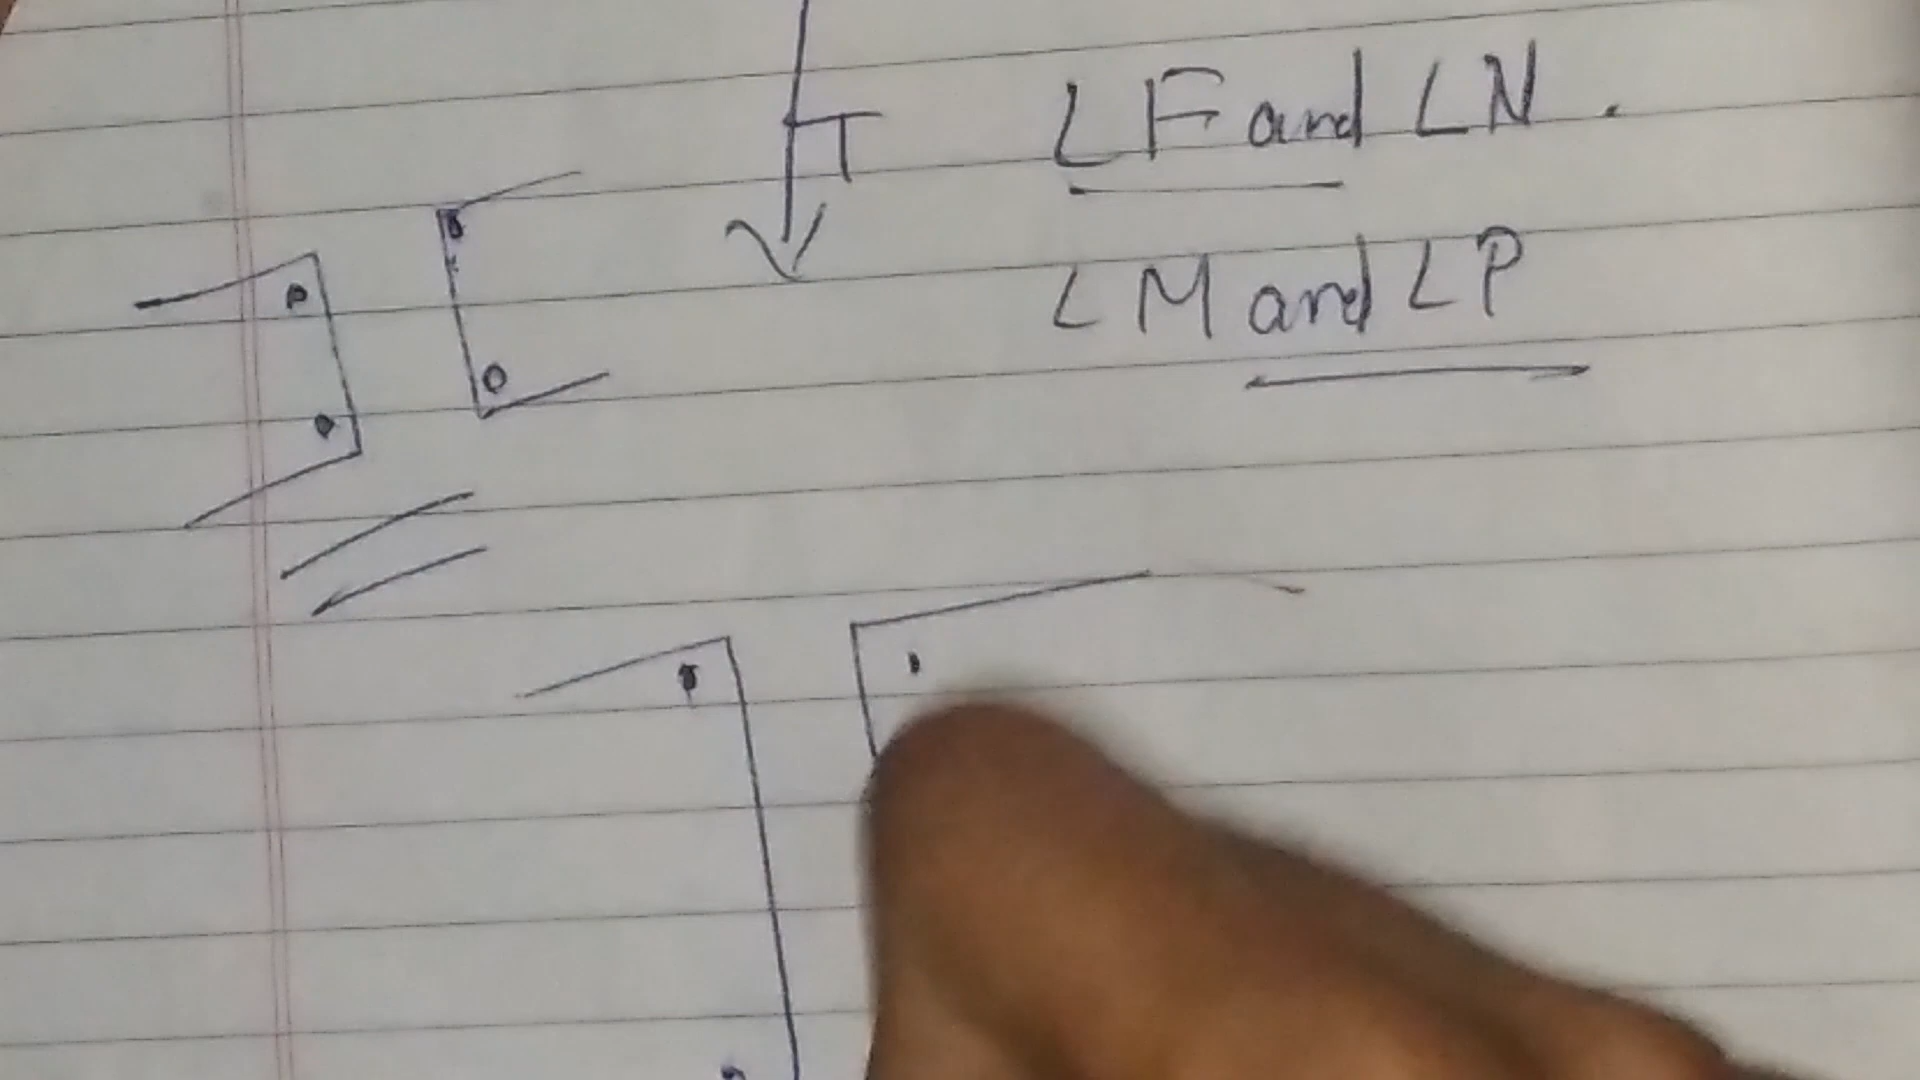 T
∠F and ∠N.
∠M and ∠P